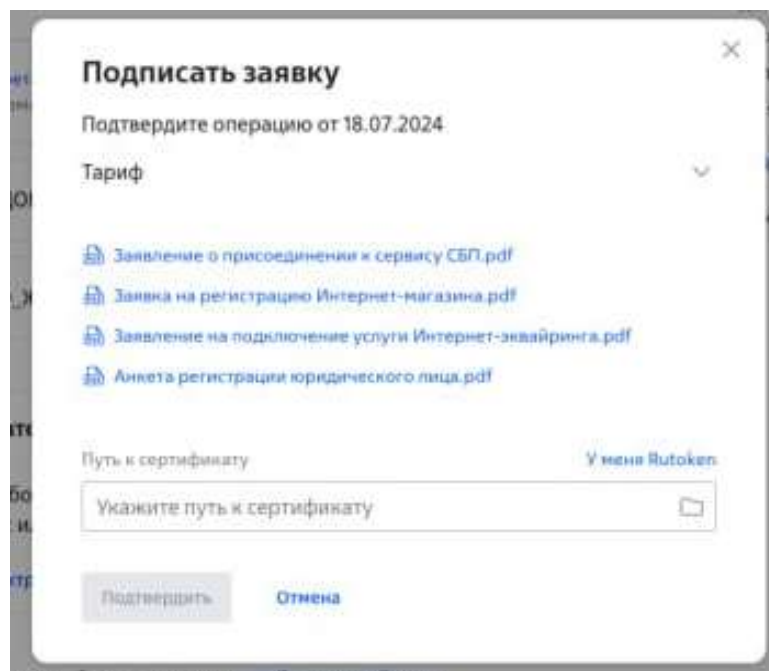 Подписать заявку
Подтвердите операцию от 18.07.2024
Тариф
Заявление о присоединении к сервису СБП.pdf
Заявка на регистрацию Интернет-магазина.pdf
Заявление на подключение услуги Интернет-эквайринга.pdf
Анкета регистрации юридического лица.pdf
Путь к сертификату
У меня Rutoken
Укажите путь к сертификату
Подтвердить
Отмена